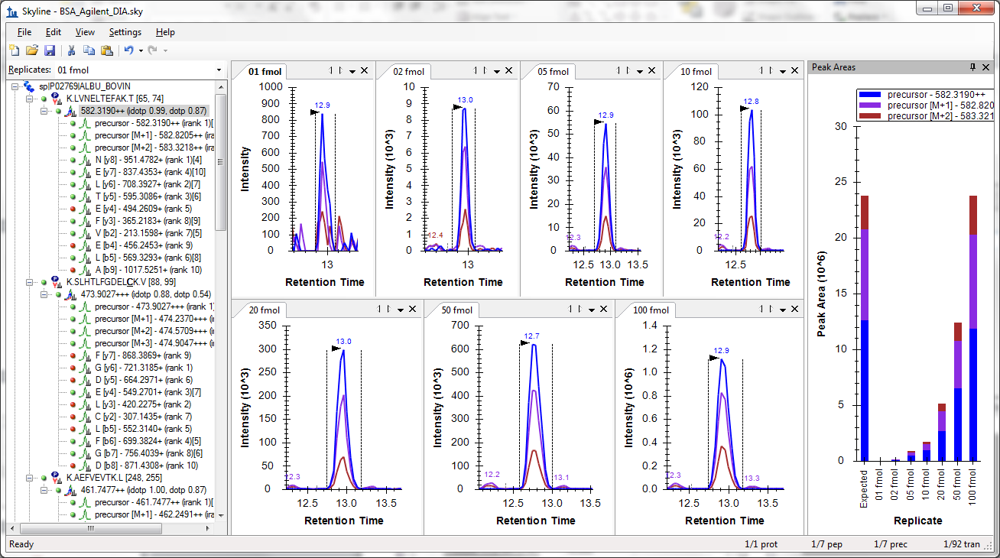 Skyline - BSA_Agilent_DIA.sky
File Edit View Settings Help
Replicates: 01 fmol
sp|P02769|ALBU_BOVIN
K.LVNELTEFAK.T [65, 74]
582.3190++ (idotp 0.99, dotp 0.87)
precursor - 582.3190++ (irank 1)[
precursor [M+1] - 582.8205++ (ira
precursor [M+2] - 583.3218++ (ira
N [y8] - 951.4782+ (rank 1)[4]
E [y7] - 837.4353+ (rank 4)[10]
L [y6] - 708.3927+ (rank 2)[7]
T [y5] - 595.3086+ (rank 3)[6]
E [y4] - 494.2609+ (rank 5)
F [y3] - 365.2183+ (rank 8)[9]
V [b2] - 213.1598+ (rank 7)[5]
E [b4] - 456.2453+ (rank 9)
L [b5] - 569.3293+ (rank 6)[8]
A [b9] - 1017.5251+ (rank 10)
K.SLHTLFGDELCK.V [88, 99]
473.9027+++ (idotp 0.88, dotp 0.54)
precursor - 473.9027+++ (irank 1
precursor [M+1] - 474.2370+++ (i
precursor [M+2] - 474.5709+++ (i
precursor [M+3] - 474.9047+++ (i
F [y7] - 868.3869+ (rank 9)
G [y6] - 721.3185+ (rank 1)
D [y5] - 664.2971+ (rank 6)
E [y4] - 549.2701+ (rank 3)[7]
L [y3] - 420.2275+ (rank 2)
C [y2] - 307.1435+ (rank 7)
L [b5] - 552.3140+ (rank 5)
F [b6] - 699.3824+ (rank 4)[5]
G [b7] - 756.4039+ (rank 8)[6]
D [b8] - 871.4308+ (rank 10)
K.AEFVEVTK.L [248, 255]
461.7477++ (idotp 1.00, dotp 0.87)
precursor - 461.7477++ (irank 1)[
precursor [M+1] - 462.2491++ (ira
01 fmol
1000
900
800
700
600
500
400
300
200
100
0
Intensity
12.9
13
Retention Time
02 fmol
10
9
8
7
6
5
4
3
2
1
0
Intensity (10^3)
13.0
12.4
13
Retention Time
05 fmol
70
60
50
40
30
20
10
0
Intensity (10^3)
12.9
12.3
12.5 13.0 13.5
Retention Time
10 fmol
120
100
80
60
40
20
0
Intensity (10^3)
12.8
12.2
12.5
Retention Time
20 fmol
350
300
250
200
150
100
50
0
Intensity (10^3)
13.0
12.3
12.5 13.0 13.5
Retention Time
50 fmol
700
600
500
400
300
200
100
0
Intensity (10^3)
12.7
12.2
13.1
12.5 13.0 13.5
Retention Time
100 fmol
1.4
1.2
1.0
0.8
0.6
0.4
0.2
0.0
Intensity (10^6)
12.9
12.3
13.3
12.5 13.0 13.5
Retention Time
Peak Areas
precursor - 582.3190++
precursor [M+1] - 582.820
precursor [M+2] - 583.321
30
25
20
15
10
5
0
Peak Area (10^6)
Expected
01 fmol
02 fmol
05 fmol
10 fmol
20 fmol
50 fmol
100 fmol
Replicate
Ready
1/1 prot 1/7 pep 1/7 prec 1/92 tran